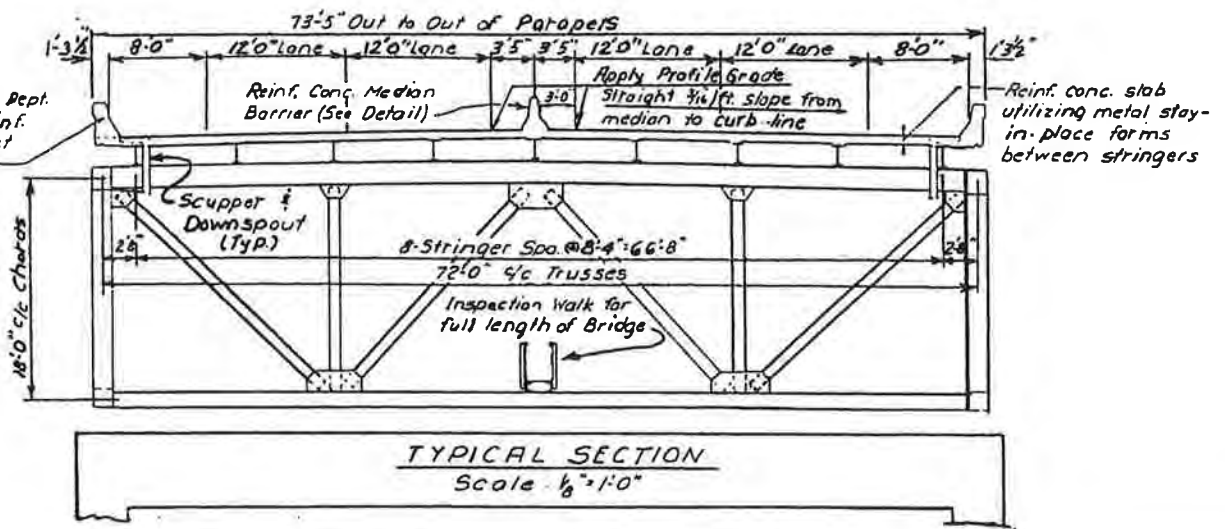 73'-5" Out to Out of Parapers
1'-3½" 8'-0" 12'0" Lane 12'0" Lane 3'5" 3'5" 12'0" Lane 12'0" Lane 8'-0" 1'3½"
Dept.
inf.
Reinf. Conc. Median
Barrier (See Detail)
3'-0"
Apply Profile Grade
Straight 3/16/ft. slope from
median to curb-line
Reinf. conc. slab
utilizing metal stay-
in-place forms
between stringers
Scupper &
Downspout
(Typ.)
18'-0" c/c Chords
2'8" 8-Stringer Spa. @ 8'-4"=66'-8" 2'-8"
72'-0" c/c Trusses
Inspection Walk for
full length of Bridge
TYPICAL SECTION
Scale - 1/8"=1'-0"